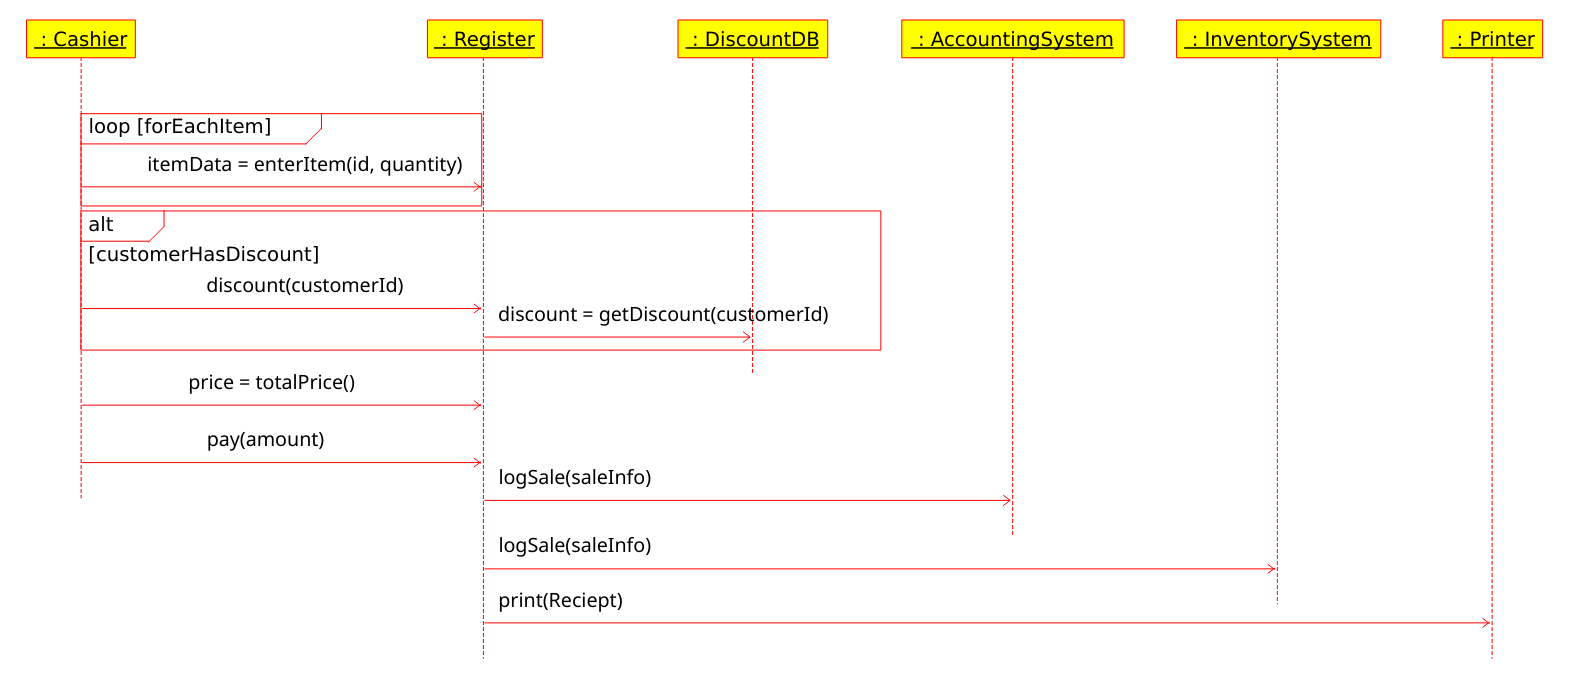 : Cashier
: Register
: DiscountDB
: AccountingSystem
: InventorySystem
: Printer
loop [forEachItem]
itemData = enterItem(id, quantity)
alt
[customerHasDiscount]
discount(customerId)
discount = getDiscount(customerId)
price = totalPrice()
pay(amount)
logSale(saleInfo)
logSale(saleInfo)
print(Reciept)